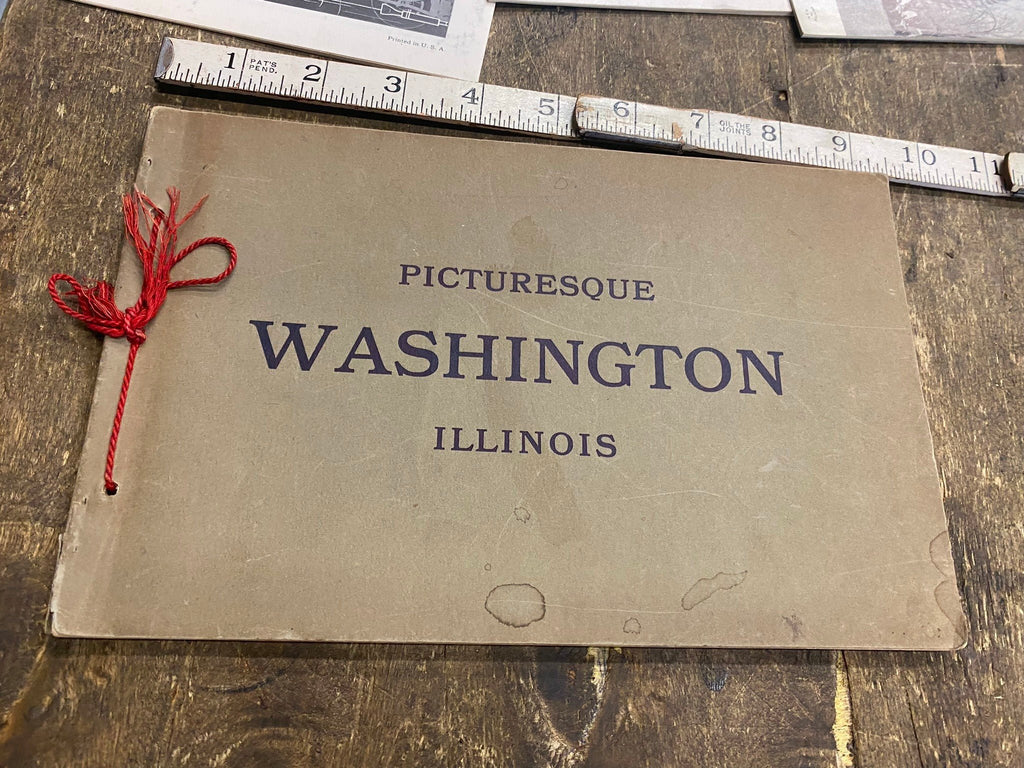 Printed in U. S. A.
1 PAT'S PEND. 2 3 4 5 6 7 OIL THE JOINTS 8 9 10 11
PICTURESQUE
WASHINGTON
ILLINOIS